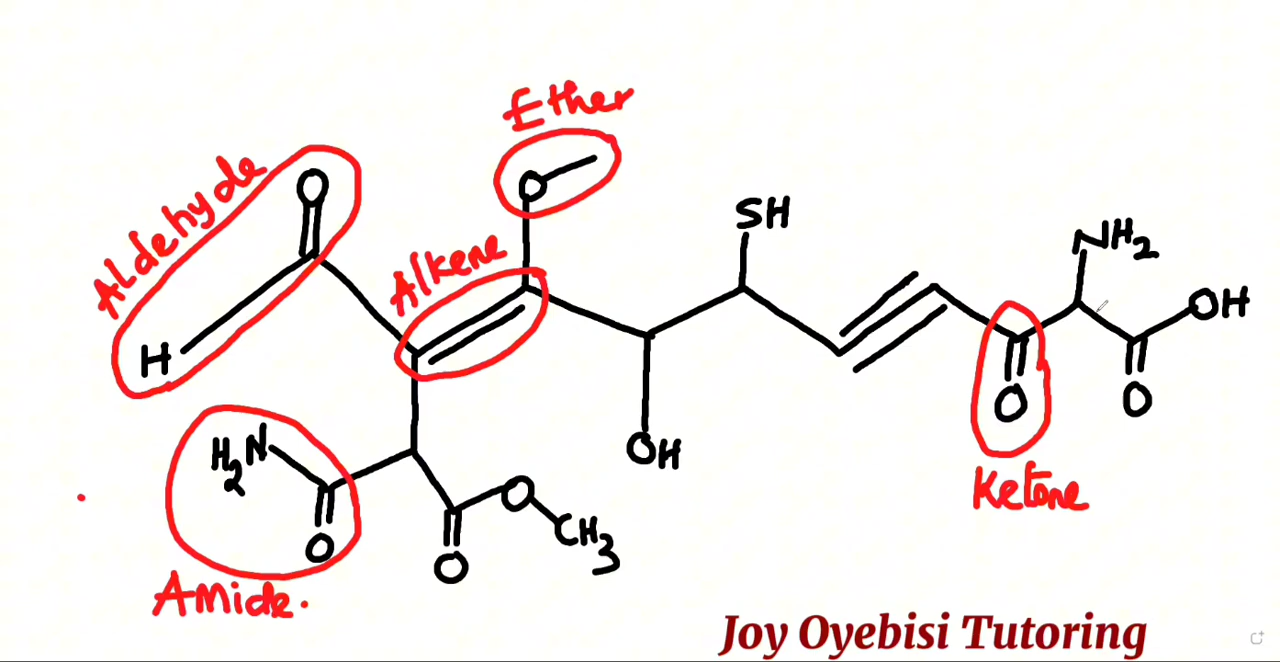 Ether
Aldehyde
O
O
SH
Alkene
NH2
H
OH
H2N
OH
O
O
Ketone
O
CH3
O
O
Amide.
Joy Oyebisi Tutoring